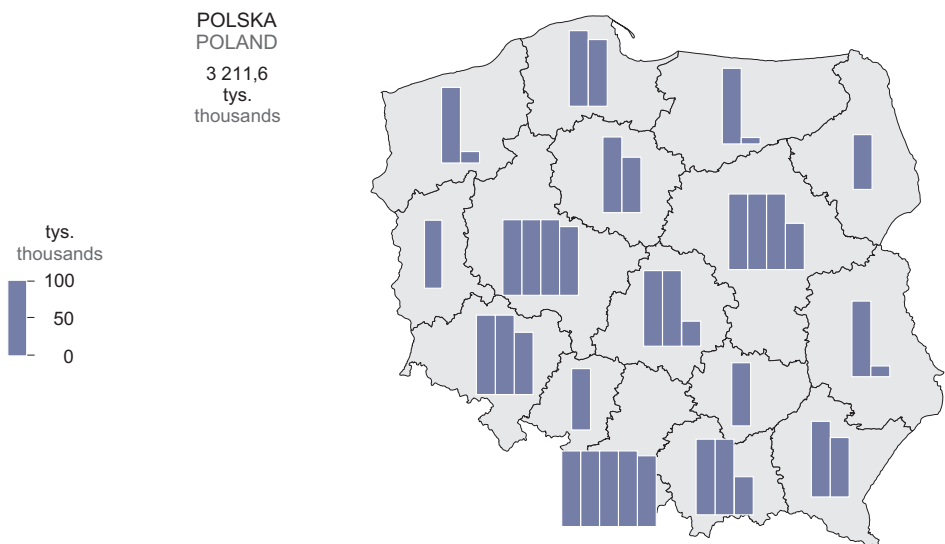 POLSKA
POLAND
3 211,6
tys.
thousands
tys.
thousands
100
50
0